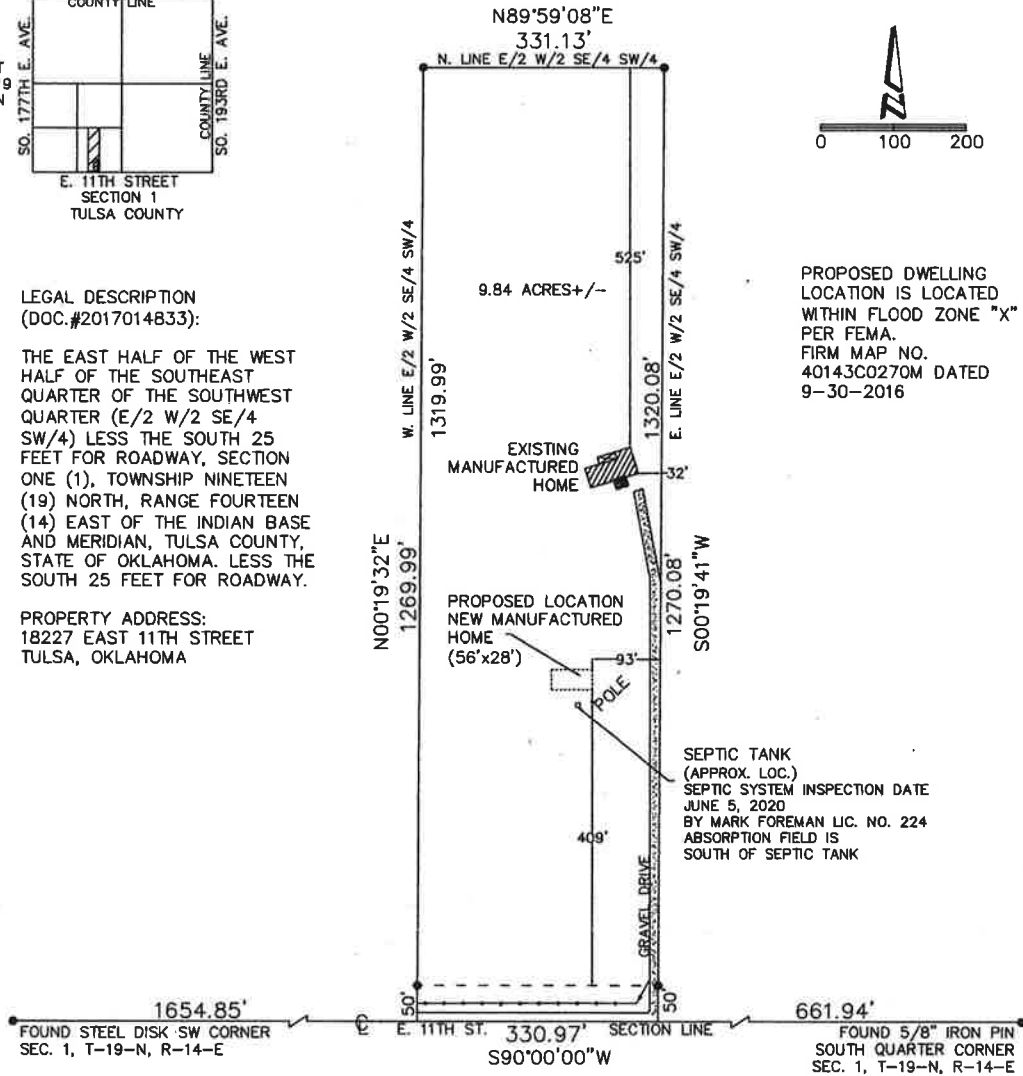 COUNTY LINE
SO. 177TH E. AVE.
COUNTY LINE
SO. 193RD E. AVE.
T
9
N
E. 11TH STREET
SECTION 1
TULSA COUNTY
N89°59'08"E
331.13'
N. LINE E/2 W/2 SE/4 SW/4
0 100 200
LEGAL DESCRIPTION
(DOC.#2017014833):
THE EAST HALF OF THE WEST
HALF OF THE SOUTHEAST
QUARTER OF THE SOUTHWEST
QUARTER (E/2 W/2 SE/4
SW/4) LESS THE SOUTH 25
FEET FOR ROADWAY, SECTION
ONE (1), TOWNSHIP NINETEEN
(19) NORTH, RANGE FOURTEEN
(14) EAST OF THE INDIAN BASE
AND MERIDIAN, TULSA COUNTY,
STATE OF OKLAHOMA. LESS THE
SOUTH 25 FEET FOR ROADWAY.
PROPERTY ADDRESS:
18227 EAST 11TH STREET
TULSA, OKLAHOMA
W. LINE E/2 W/2 SE/4 SW/4
1319.99'
N00°19'32"E
1269.99'
9.84 ACRES+/-
525'
E. LINE E/2 W/2 SE/4 SW/4
1320.08'
1270.08'
S00°19'41"W
PROPOSED DWELLING
LOCATION IS LOCATED
WITHIN FLOOD ZONE "X"
PER FEMA.
FIRM MAP NO.
40143C0270M DATED
9-30-2016
EXISTING
MANUFACTURED
HOME
32'
PROPOSED LOCATION
NEW MANUFACTURED
HOME
(56'x28')
93'
POLE
SEPTIC TANK
(APPROX. LOC.)
SEPTIC SYSTEM INSPECTION DATE
JUNE 5, 2020
BY MARK FOREMAN LIC. NO. 224
ABSORPTION FIELD IS
SOUTH OF SEPTIC TANK
409'
GRAVEL DRIVE
50'
50'
1654.85'
FOUND STEEL DISK SW CORNER
SEC. 1, T-19-N, R-14-E
E. 11TH ST. 330.97' SECTION LINE
S90°00'00"W
661.94'
FOUND 5/8" IRON PIN
SOUTH QUARTER CORNER
SEC. 1, T-19-N, R-14-E